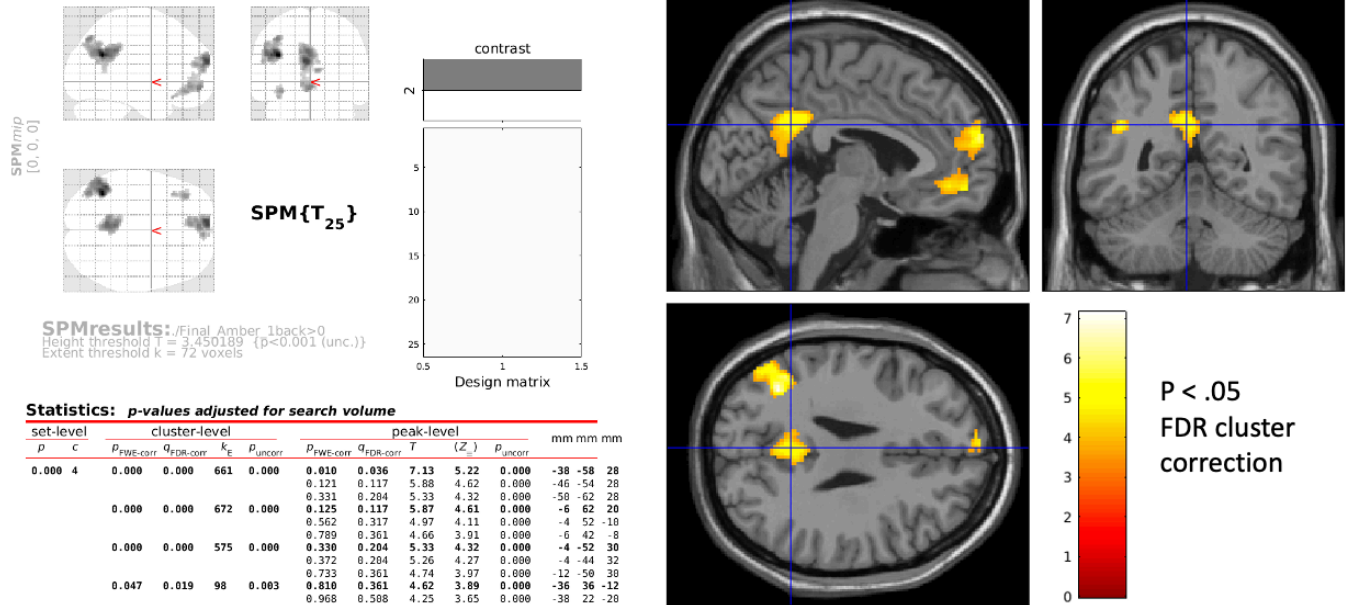 SPMmip
[0, 0, 0]
<
<
<
SPM{T25}
contrast
2
5
10
15
20
25
0.5 1 1.5
Design matrix
SPMresults: ./Final_Amber_1back>0
Height threshold T = 3.450189 {p<0.001 (unc.)}
Extent threshold k = 72 voxels
Statistics: p-values adjusted for search volume
set-level cluster-level peak-level mm mm mm
p c pFWE-corr qFDR-corr kE puncorr pFWE-corr qFDR-corr T (Z≡) puncorr
0.000 4 0.000 0.000 661 0.000 0.010 0.036 7.13 5.22 0.000 -38 -58 28
0.121 0.117 5.88 4.62 0.000 -46 -54 28
0.331 0.204 5.33 4.32 0.000 -50 -62 28
0.000 0.000 672 0.000 0.125 0.117 5.87 4.61 0.000 -6 62 20
0.562 0.317 4.97 4.11 0.000 -4 52 -10
0.789 0.361 4.66 3.91 0.000 -6 42 -8
0.000 0.000 575 0.000 0.330 0.204 5.33 4.32 0.000 -4 -52 30
0.372 0.204 5.26 4.27 0.000 -4 -44 32
0.733 0.361 4.74 3.97 0.000 -12 -50 30
0.047 0.019 98 0.003 0.810 0.361 4.62 3.89 0.000 -36 36 -12
0.968 0.508 4.25 3.65 0.000 -38 22 -20
7
6
5
4
3
2
1
0
P < .05
FDR cluster
correction